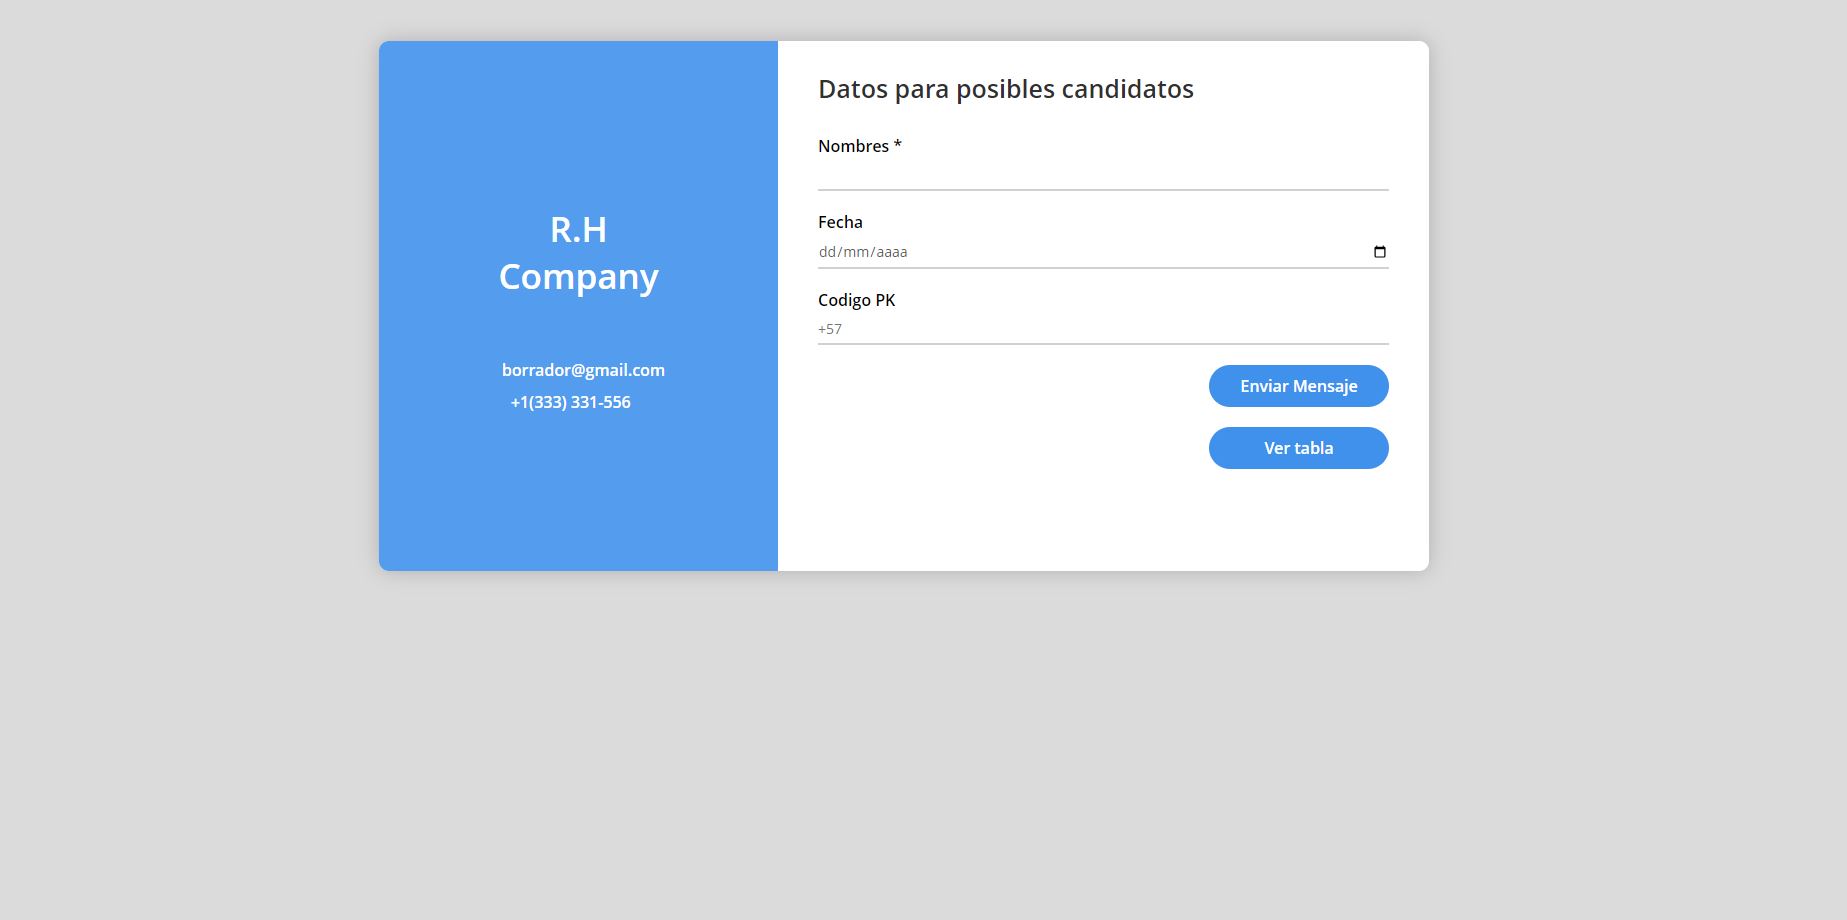 R.H
Company
borrador@gmail.com
+1(333) 331-556
Datos para posibles candidatos
Nombres *
Fecha
dd/mm/aaaa
Codigo PK
+57
Enviar Mensaje
Ver tabla